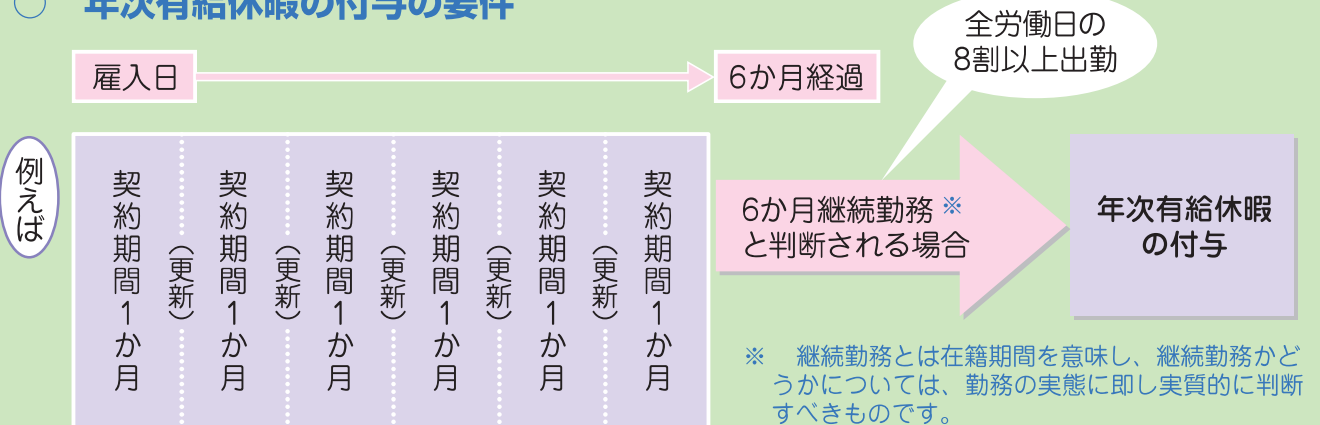 ○ 年次有給休暇の付与の要件
全労働日の
8割以上出勤
雇入日
6か月経過
例えば
契約期間1か月
（更新）
契約期間1か月
（更新）
契約期間1か月
（更新）
契約期間1か月
（更新）
契約期間1か月
（更新）
契約期間1か月
6か月継続勤務※
と判断される場合
年次有給休暇
の付与
※　継続勤務とは在籍期間を意味し、継続勤務かど
うかについては、勤務の実態に即し実質的に判断
すべきものです。